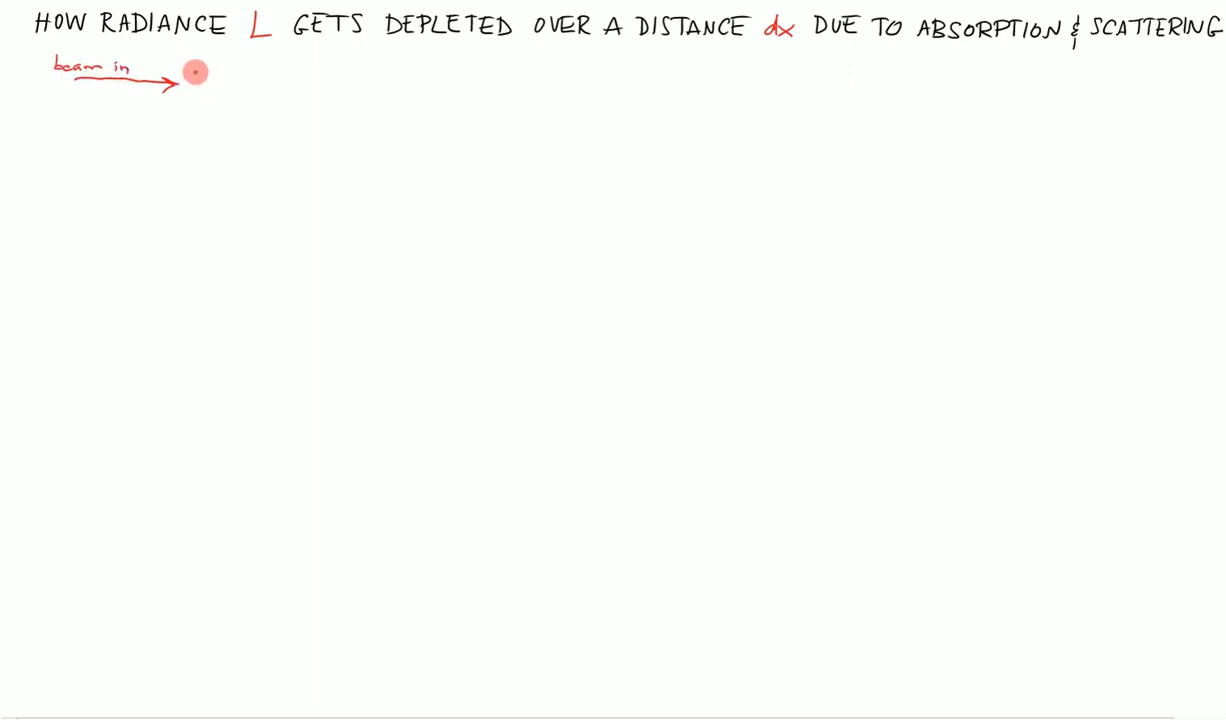 HOW RADIANCE L GETS DEPLETED OVER A DISTANCE dx DUE TO ABSORPTION & SCATTERING
beam in